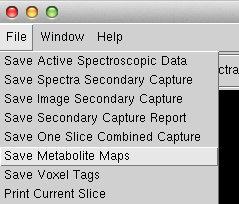 File Window Help
Save Active Spectroscopic Data
Save Spectra Secondary Capture
Save Image Secondary Capture
Save Secondary Capture Report
Save One Slice Combined Capture
Save Metabolite Maps
Save Voxel Tags
Print Current Slice